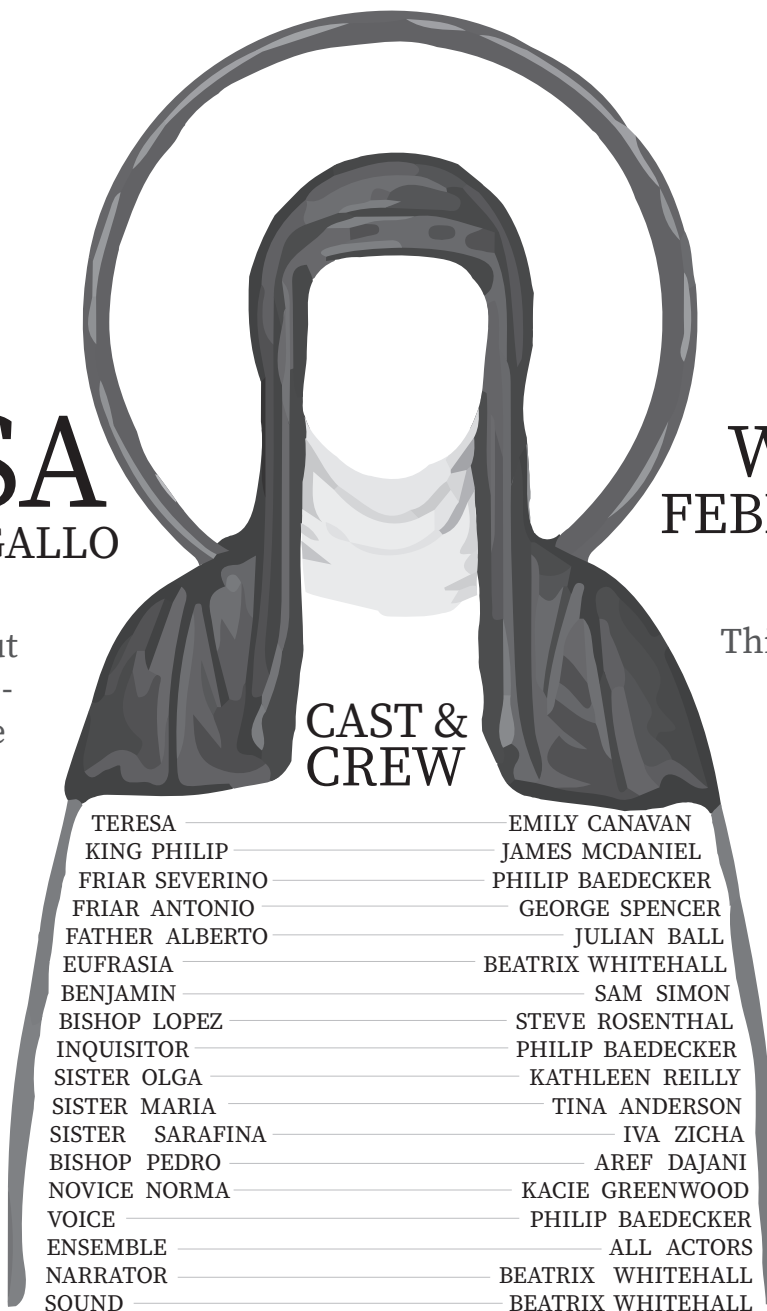 SA
GALLO
ut
-
e
W
FEB
Thi
CAST &
CREW
TERESA EMILY CANAVAN
KING PHILIP JAMES MCDANIEL
FRIAR SEVERINO PHILIP BAEDECKER
FRIAR ANTONIO GEORGE SPENCER
FATHER ALBERTO JULIAN BALL
EUFRASIA BEATRIX WHITEHALL
BENJAMIN SAM SIMON
BISHOP LOPEZ STEVE ROSENTHAL
INQUISITOR PHILIP BAEDECKER
SISTER OLGA KATHLEEN REILLY
SISTER MARIA TINA ANDERSON
SISTER SARAFINA IVA ZICHA
BISHOP PEDRO AREF DAJANI
NOVICE NORMA KACIE GREENWOOD
VOICE PHILIP BAEDECKER
ENSEMBLE ALL ACTORS
NARRATOR BEATRIX WHITEHALL
SOUND BEATRIX WHITEHALL